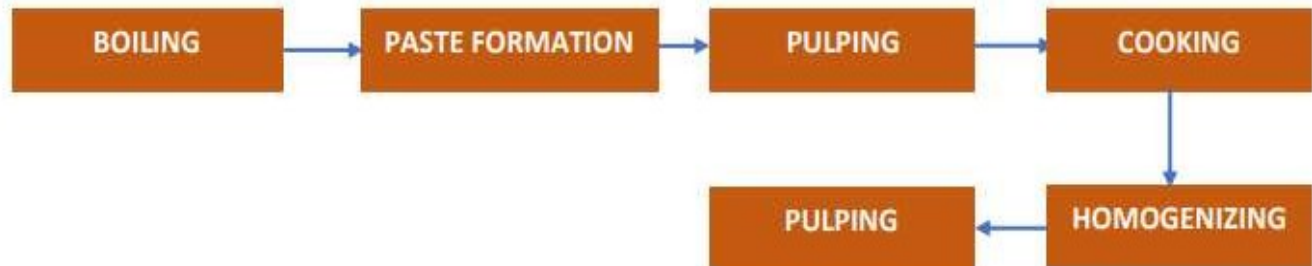 BOILING
PASTE FORMATION
PULPING
COOKING
HOMOGENIZING
PULPING